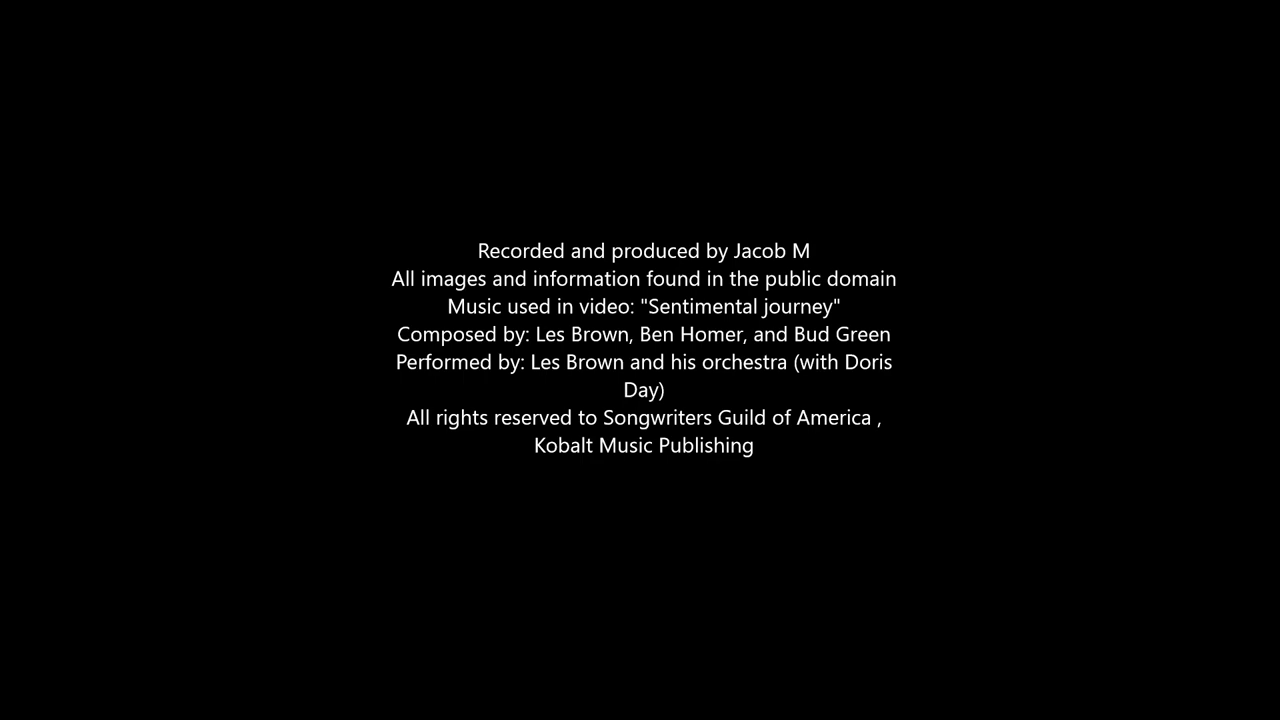 Recorded and produced by Jacob M
All images and information found in the public domain
Music used in video: "Sentimental journey"
Composed by: Les Brown, Ben Homer, and Bud Green
Performed by: Les Brown and his orchestra (with Doris
Day)
All rights reserved to Songwriters Guild of America ,
Kobalt Music Publishing